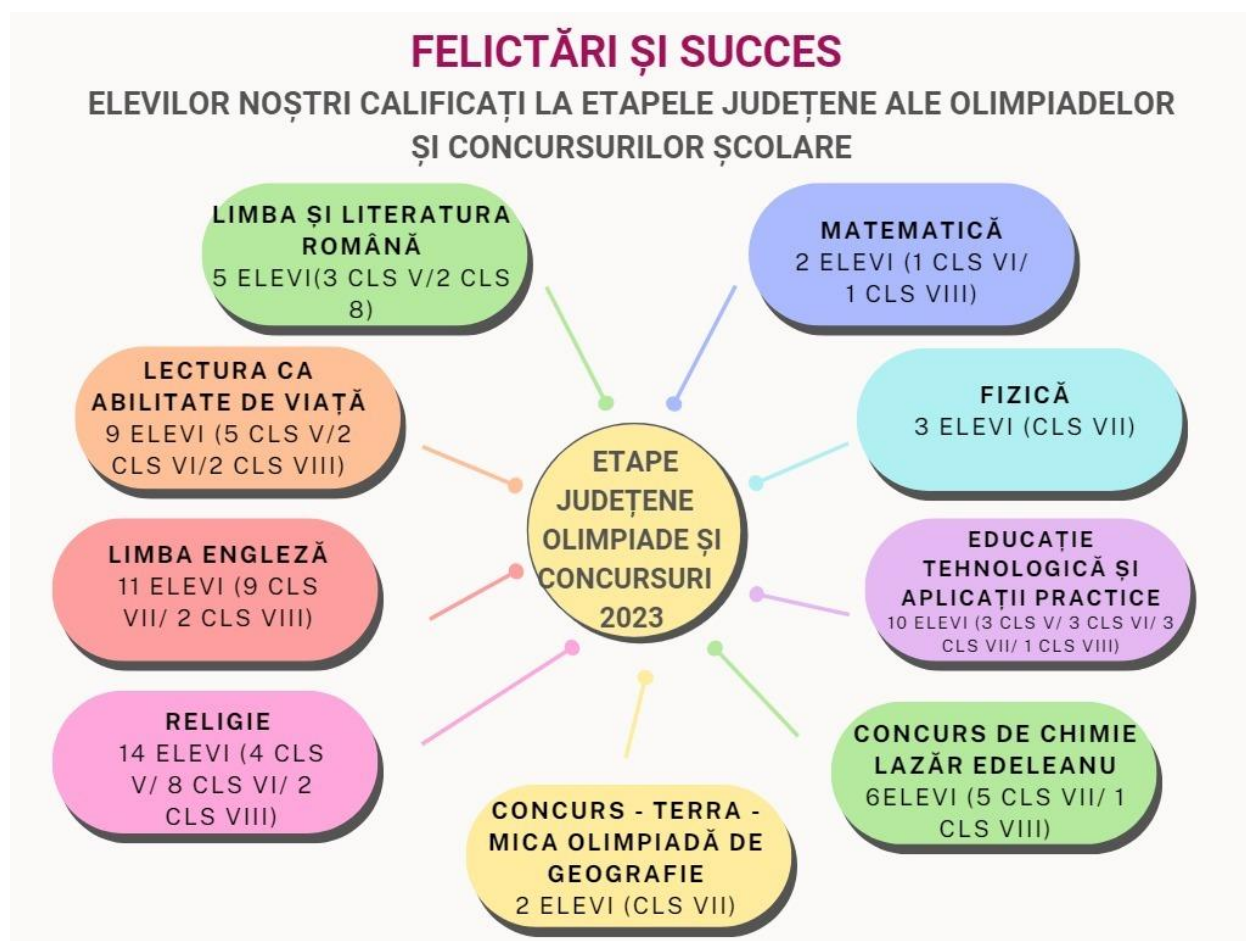 FELICTĂRI ȘI SUCCES
ELEVILOR NOȘTRI CALIFICAȚI LA ETAPELE JUDEȚENE ALE OLIMPIADELOR
ȘI CONCURSURILOR ȘCOLARE
LIMBA ȘI LITERATURA
ROMÂNĂ
5 ELEVI(3 CLS V/2 CLS
8)
MATEMATICĂ
2 ELEVI (1 CLS VI/
1 CLS VIII)
LECTURA CA
ABILITATE DE VIAȚĂ
9 ELEVI (5 CLS V/2
CLS VI/2 CLS VIII)
FIZICĂ
3 ELEVI (CLS VII)
ETAPE
JUDEȚENE
OLIMPIADE ȘI
CONCURSURI
2023
LIMBA ENGLEZĂ
11 ELEVI (9 CLS
VII/ 2 CLS VIII)
EDUCAȚIE
TEHNOLOGICĂ ȘI
APLICAȚII PRACTICE
10 ELEVI (3 CLS V/ 3 CLS VI/ 3
CLS VII/ 1 CLS VIII)
RELIGIE
14 ELEVI (4 CLS
V/ 8 CLS VI/ 2
CLS VIII)
CONCURS DE CHIMIE
LAZĂR EDELEANU
6ELEVI (5 CLS VII/ 1
CLS VIII)
CONCURS - TERRA -
MICA OLIMPIADĂ DE
GEOGRAFIE
2 ELEVI (CLS VII)